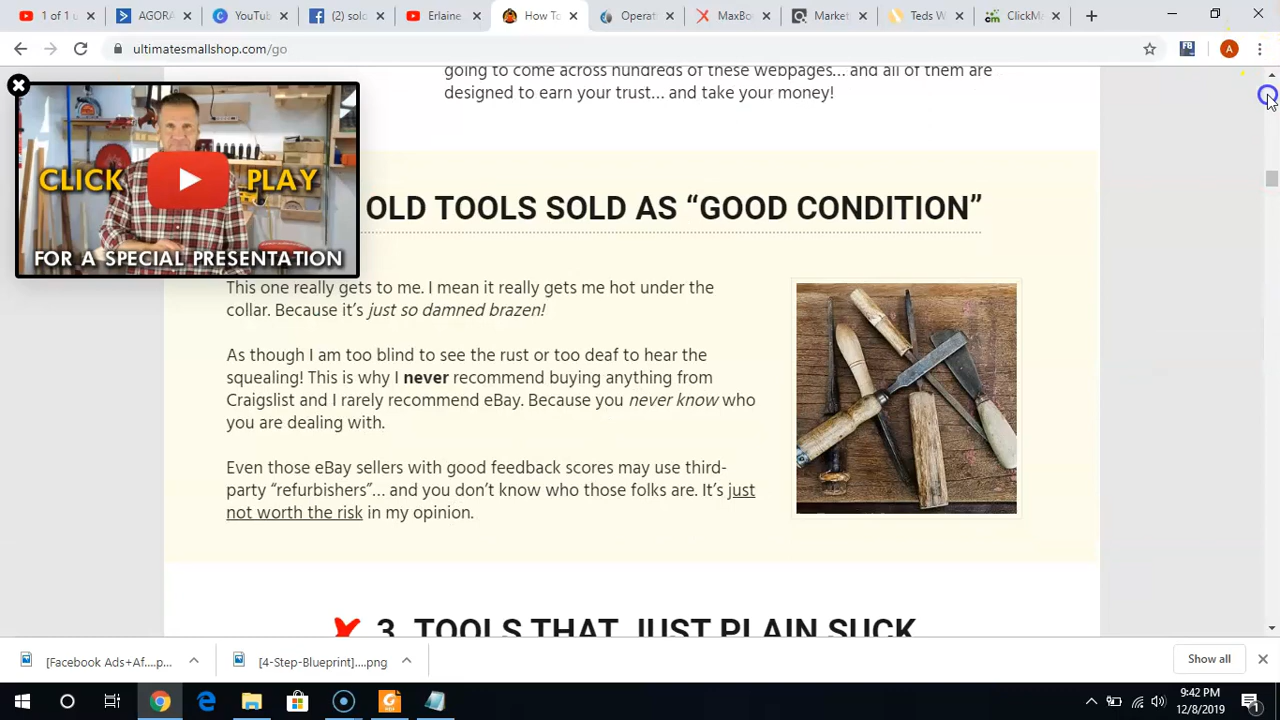 1 of 1 u
AGORA
YouTube
(2) solo
Erlaine
How To
Operat
MaxBo
Market
Teds W
ClickMe
ultimatesmallshop.com/go
A
going to come across hundreds of these webpages… and all of them are
designed to earn your trust… and take your money!
CLICK PLAY
FOR A SPECIAL PRESENTATION
OLD TOOLS SOLD AS “GOOD CONDITION”
This one really gets to me. I mean it really gets me hot under the
collar. Because it’s just so damned brazen!
As though I am too blind to see the rust or too deaf to hear the
squealing! This is why I never recommend buying anything from
Craigslist and I rarely recommend eBay. Because you never know who
you are dealing with.
Even those eBay sellers with good feedback scores may use third-
party “refurbishers”… and you don’t know who those folks are. It’s just
not worth the risk in my opinion.
✘ 3. TOOLS THAT JUST PLAIN SUCK
[Facebook Ads+Af....p...
[4-Step-Blueprint]....png
Show all
9:42 PM
12/8/2019